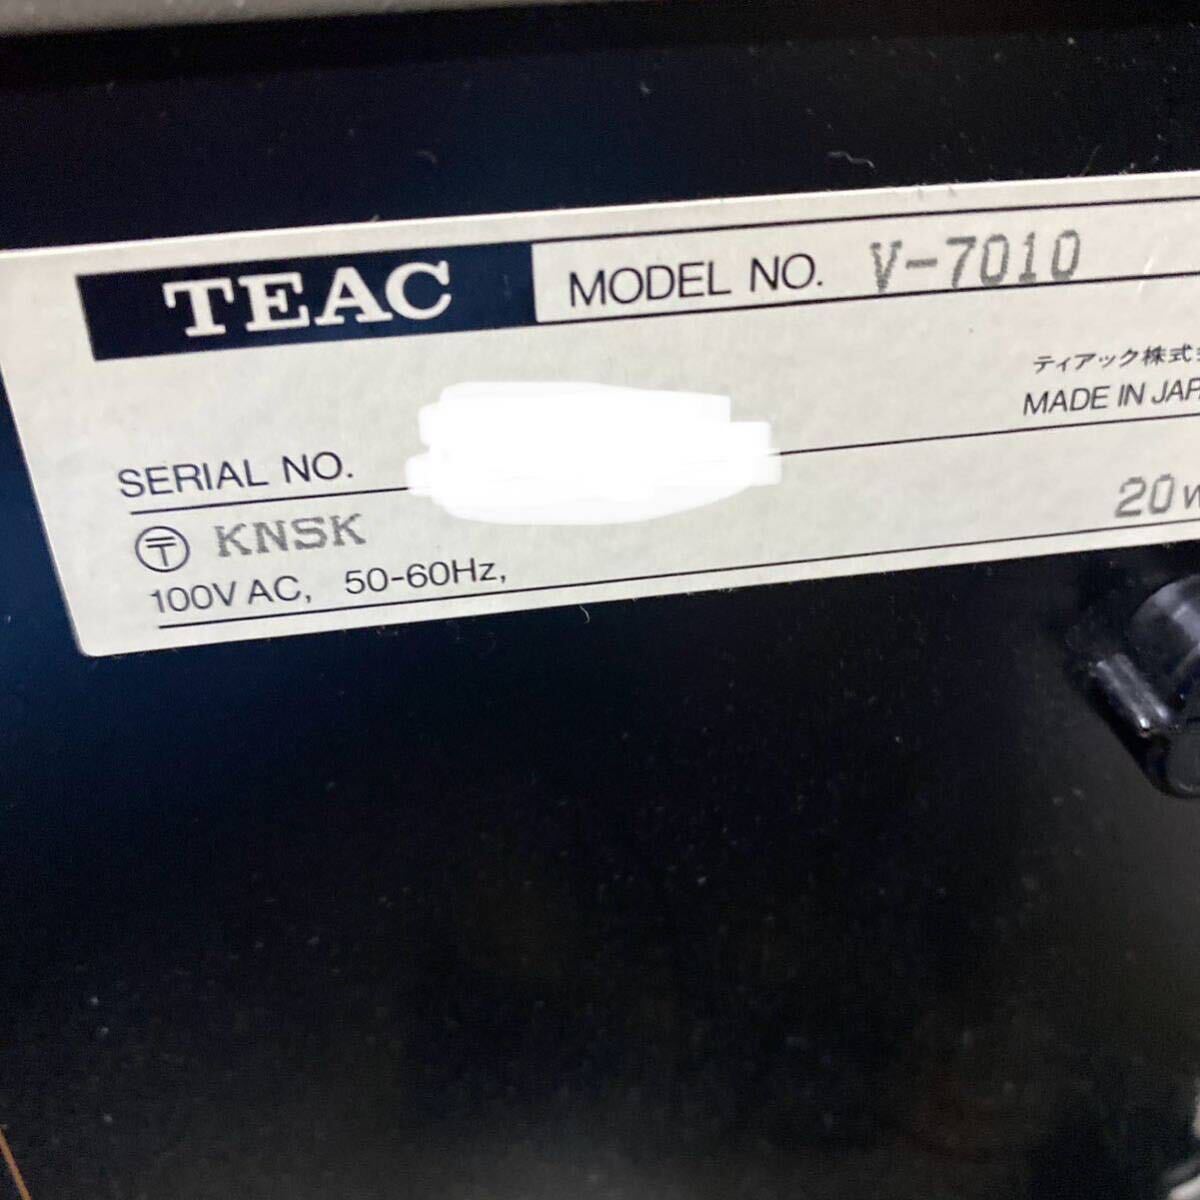 TEAC MODEL NO. V-7010
ティアック株式
MADE IN JAP
SERIAL NO.
〒 KNSK
20W
100V AC, 50-60Hz,